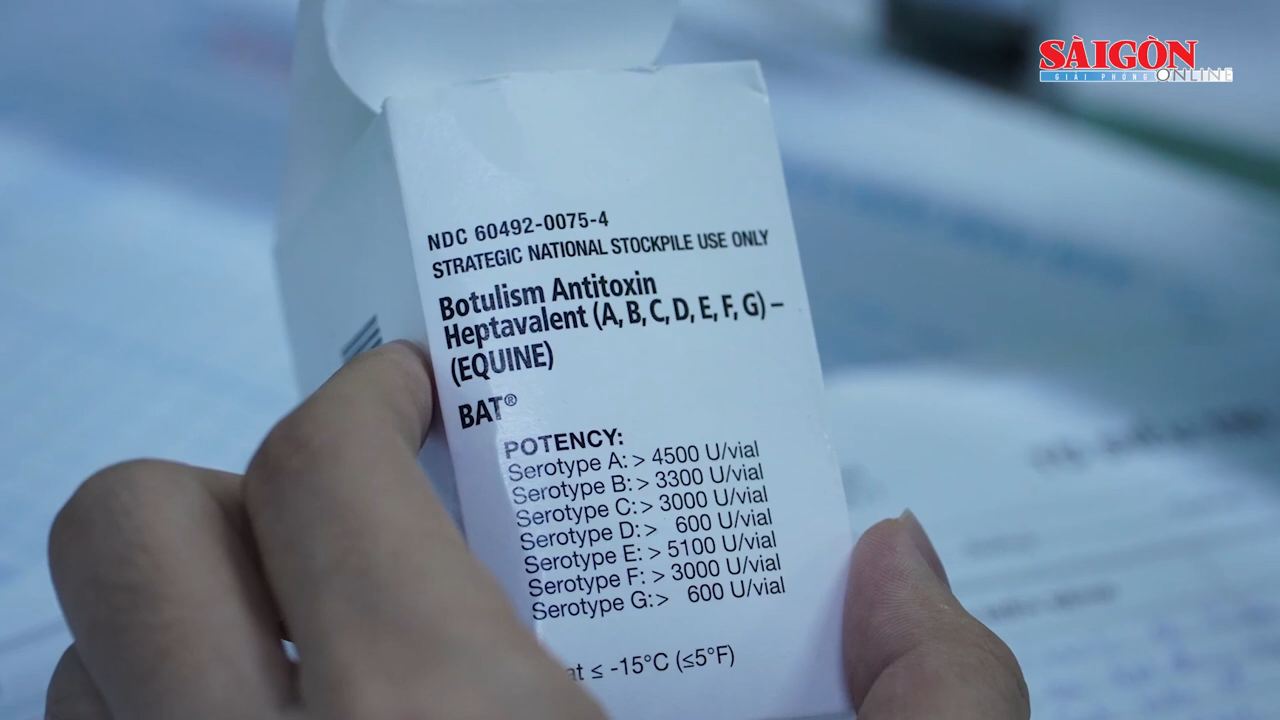 SÀIGÒN
GIẢI PHÓNG ONLINE
NDC 60492-0075-4
STRATEGIC NATIONAL STOCKPILE USE ONLY
Botulism Antitoxin
Heptavalent (A, B, C, D, E, F, G) –
(EQUINE)
BAT®
POTENCY:
Serotype A: > 4500 U/vial
Serotype B: > 3300 U/vial
Serotype C: > 3000 U/vial
Serotype D: > 600 U/vial
Serotype E: > 5100 U/vial
Serotype F: > 3000 U/vial
Serotype G: > 600 U/vial
at ≤ -15°C (≤5°F)